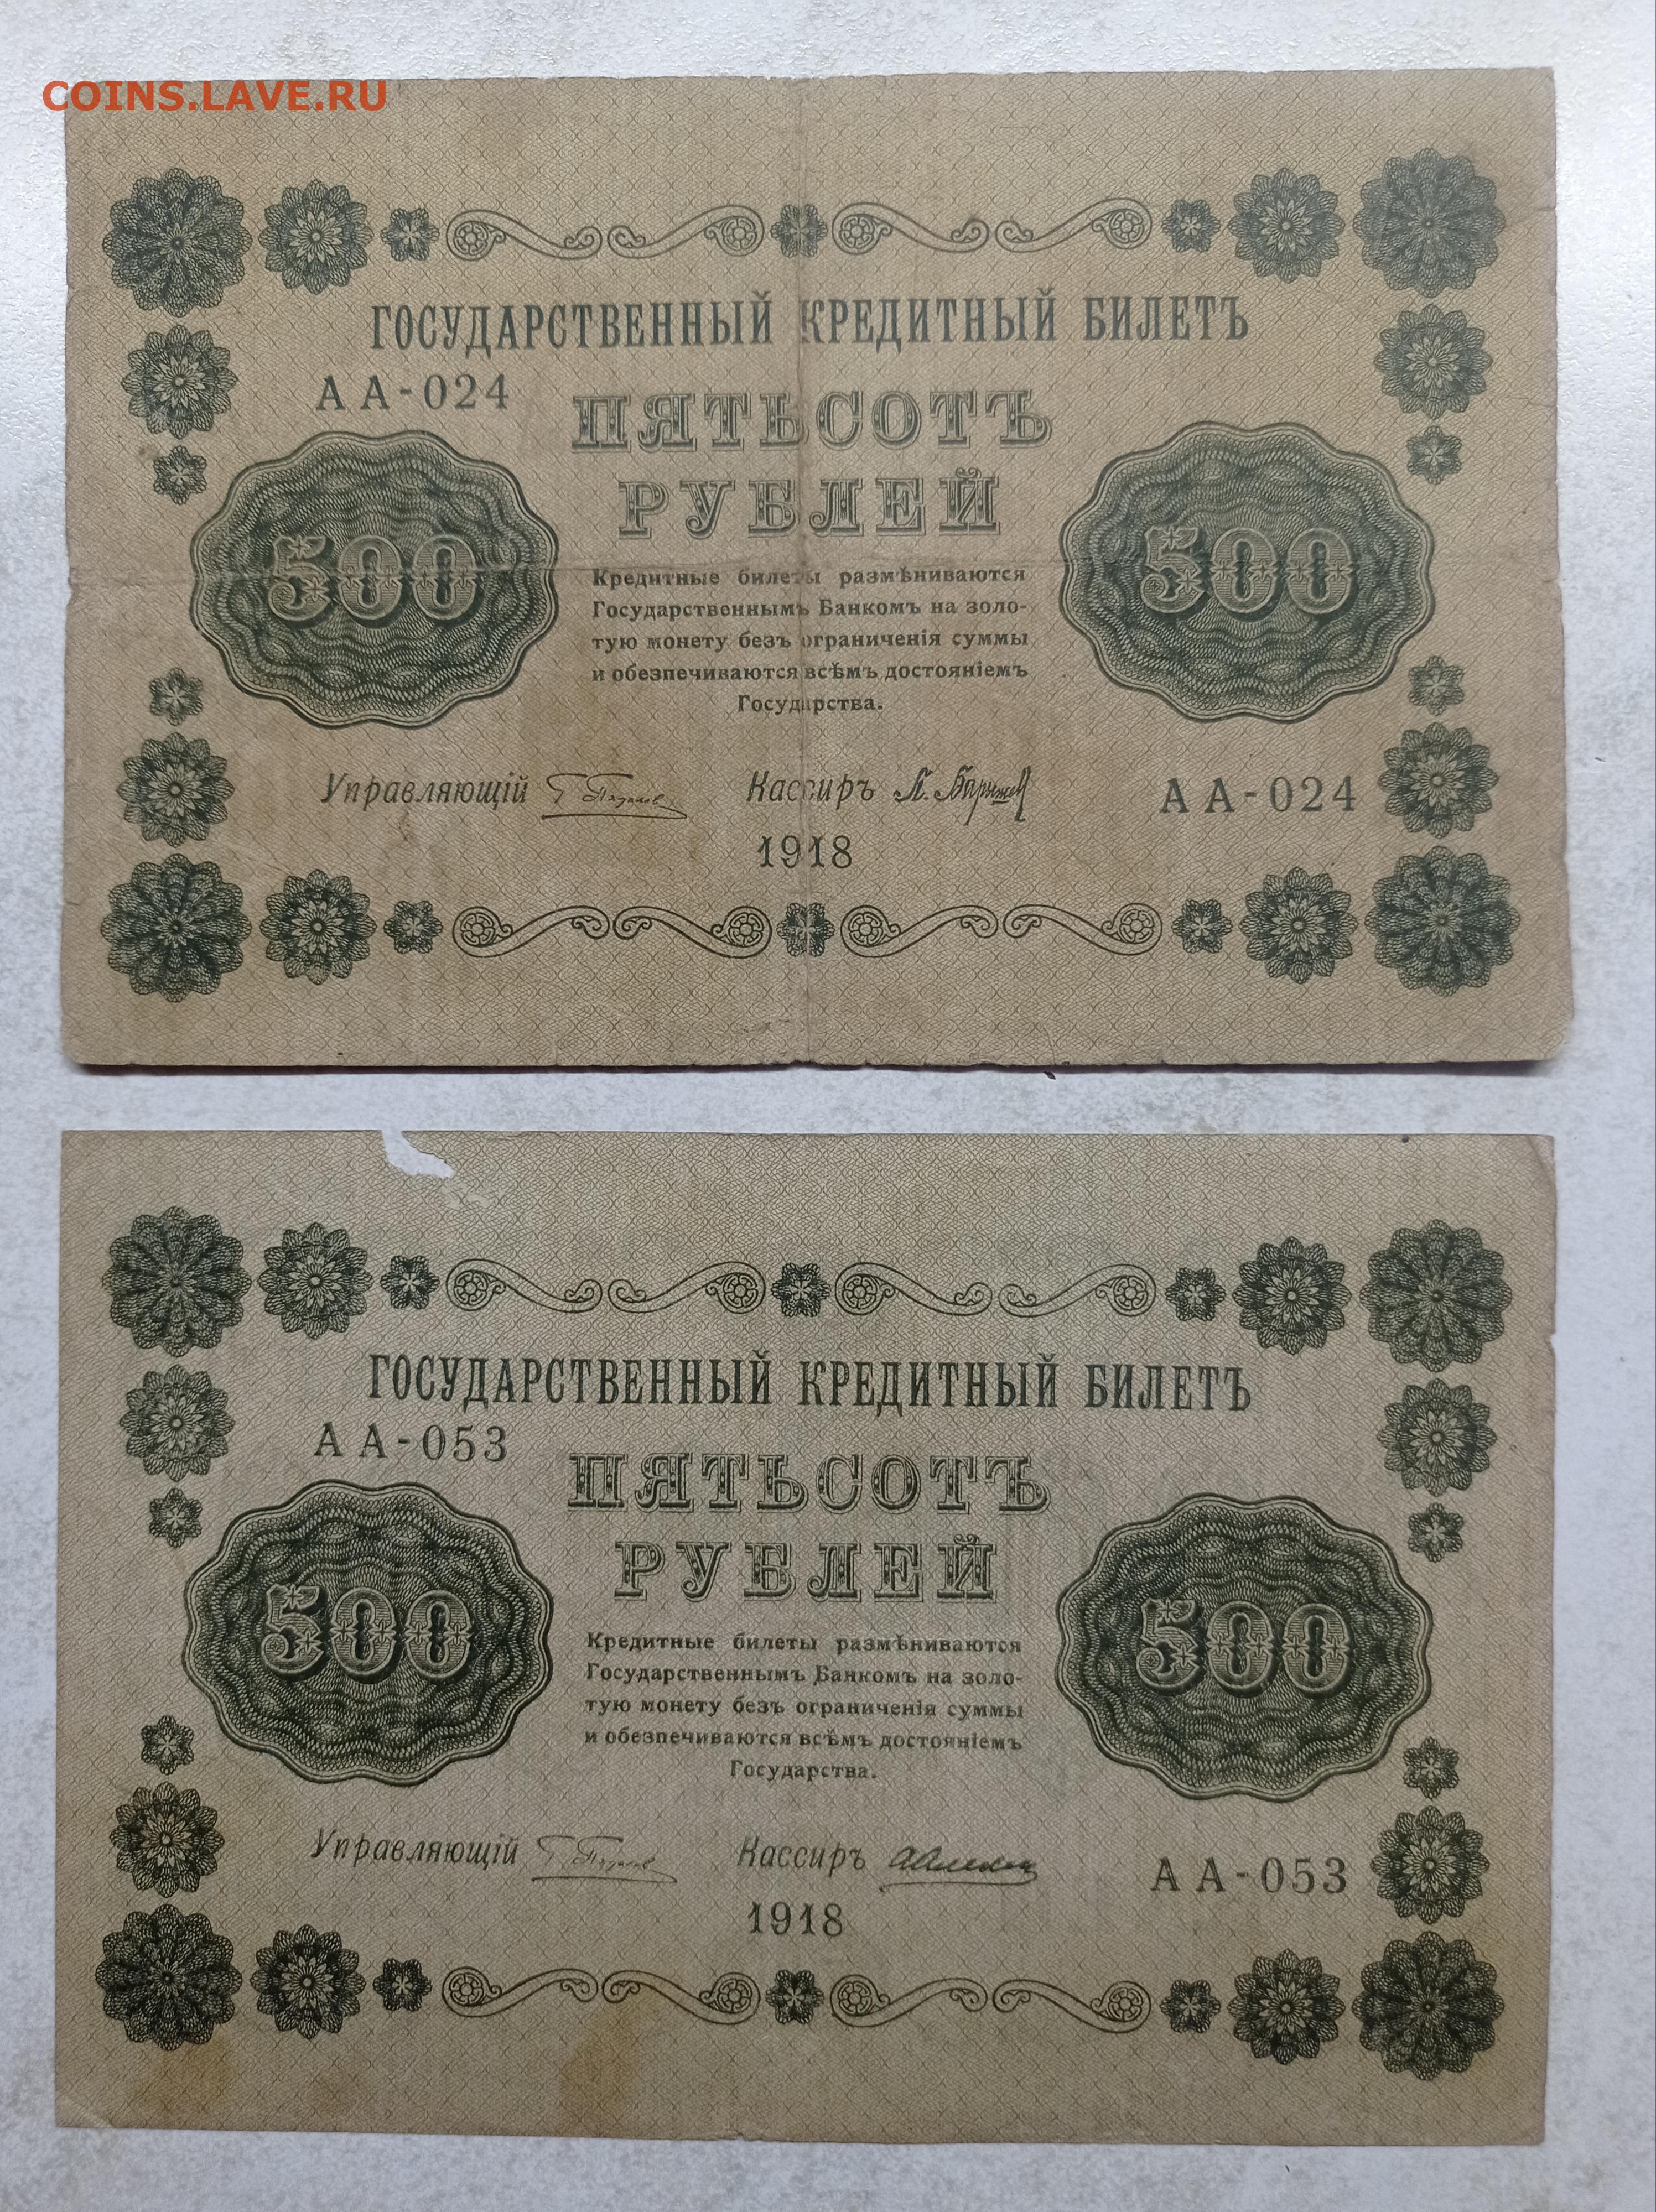 COINS.LAVE.RU
ГОСУДАРСТВЕННЫЙ КРЕДИТНЫЙ БИЛЕТЪ
АА-024
ПЯТЬСОТЪ
РУБЛЕЙ
500
500
Кредитные билеты размѣниваются
Государственнымъ Банкомъ на золо-
тую монету безъ ограниченія суммы
и обезпечиваются всѣмъ достояніемъ
Государства.
Управляющій
Кассиръ
АА-024
1918
ГОСУДАРСТВЕННЫЙ КРЕДИТНЫЙ БИЛЕТЪ
АА-053
ПЯТЬСОТЪ
РУБЛЕЙ
500
500
Кредитные билеты размѣниваются
Государственнымъ Банкомъ на золо-
тую монету безъ ограниченія суммы
и обезпечиваются всѣмъ достояніемъ
Государства.
Управляющій
Кассиръ
АА-053
1918